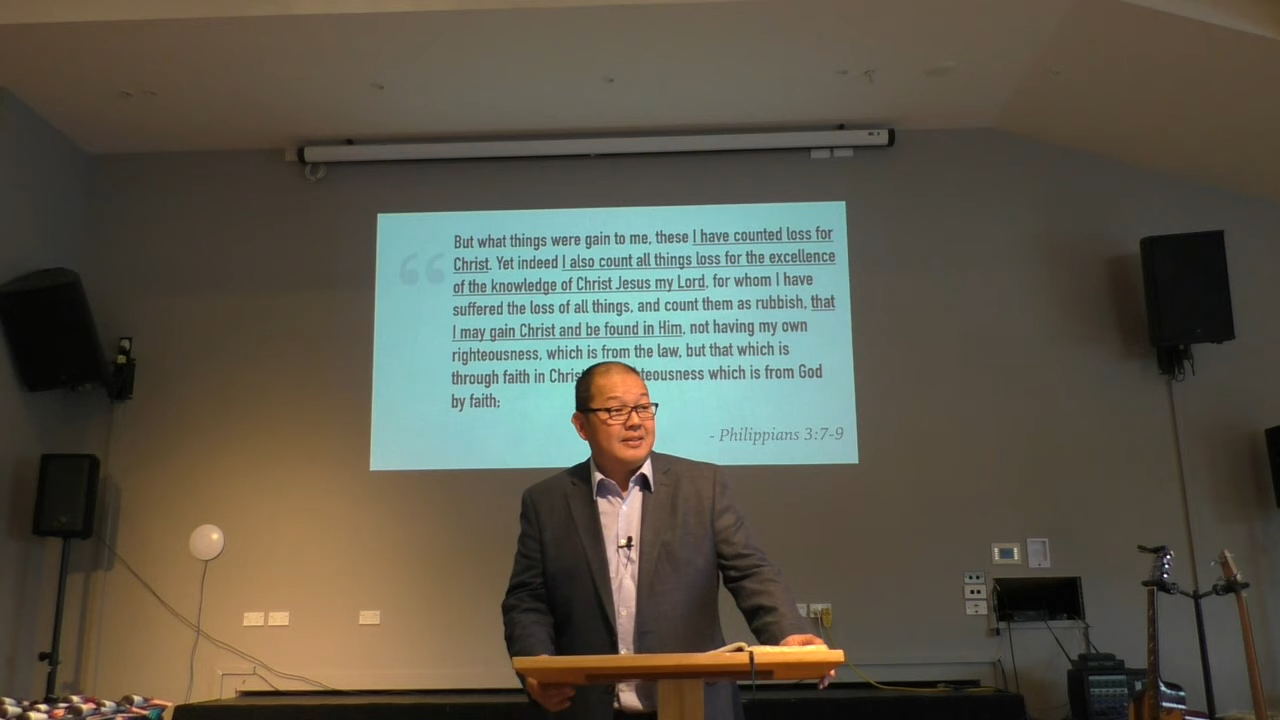 “
But what things were gain to me, these I have counted loss for
Christ. Yet indeed I also count all things loss for the excellence
of the knowledge of Christ Jesus my Lord, for whom I have
suffered the loss of all things, and count them as rubbish, that
I may gain Christ and be found in Him, not having my own
righteousness, which is from the law, but that which is
through faith in Chris teousness which is from God
by faith;
- Philippians 3:7-9